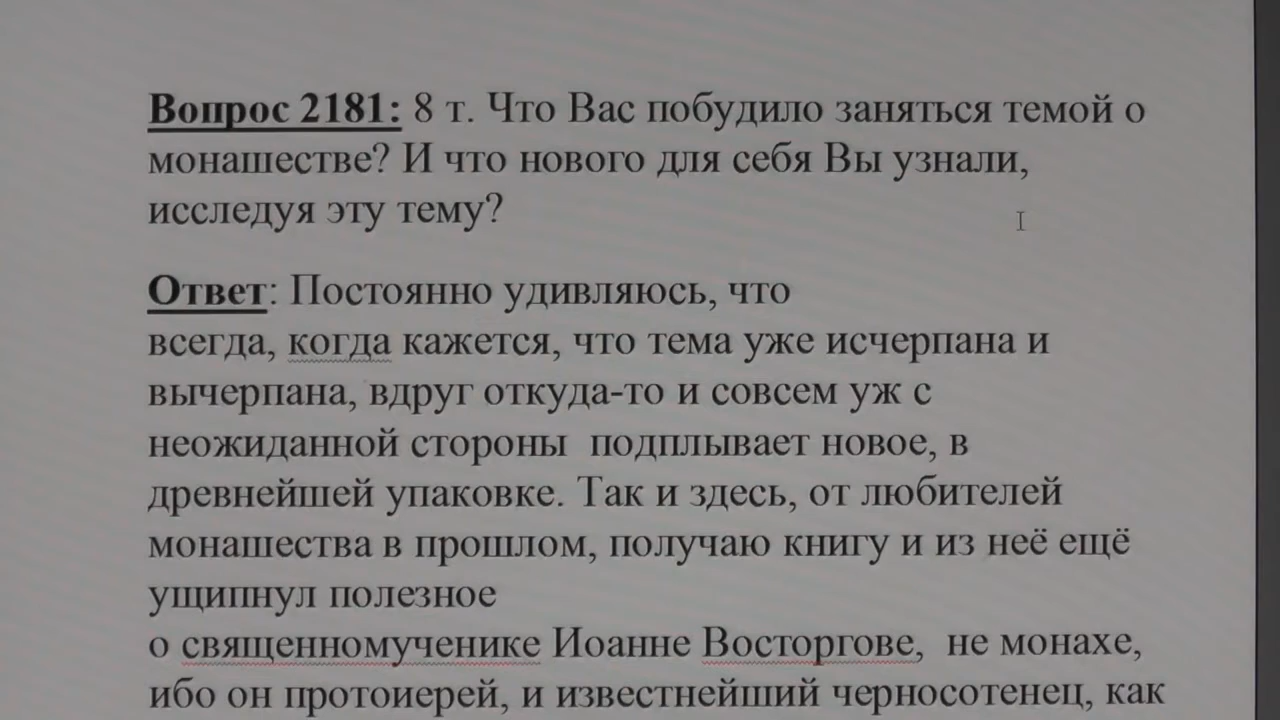 Вопрос 2181: 8 т. Что Вас побудило заняться темой о
монашестве? И что нового для себя Вы узнали,
исследуя эту тему?
Ответ: Постоянно удивляюсь, что
всегда, когда кажется, что тема уже исчерпана и
вычерпана, вдруг откуда-то и совсем уж с
неожиданной стороны  подплывает новое, в
древнейшей упаковке. Так и здесь, от любителей
монашества в прошлом, получаю книгу и из неё ещё
ущипнул полезное
о священномученике Иоанне Восторгове,  не монахе,
ибо он протоиерей, и известнейший черносотенец, как